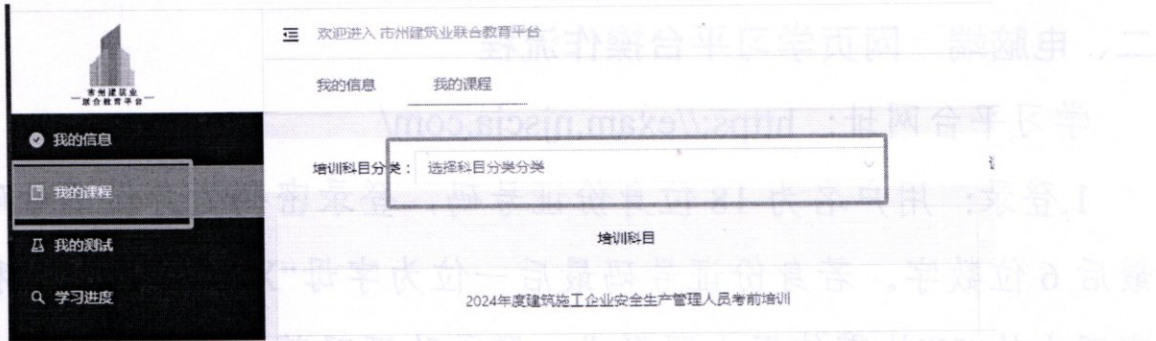 市州建筑业
联合教育平台
欢迎进入 市州建筑业联合教育平台
我的信息 我的课程
我的信息
我的课程
我的测试
学习进度
培训科目分类： 选择科目分类分类
培训科目
2024年度建筑施工企业安全生产管理人员考前培训
二、电脑端 网页学习平台操作流程
学习平台网址：https://exam.njscia.com/
1,登录：用户名为18位身份证号码，登录密
最后6位数字。若身份证号码最后一位为字母"X